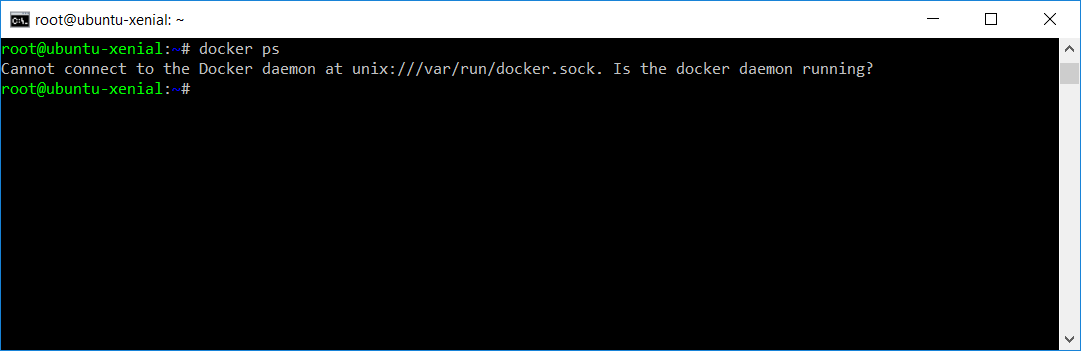 root@ubuntu-xenial: ~
root@ubuntu-xenial:~# docker ps
Cannot connect to the Docker daemon at unix:///var/run/docker.sock. Is the docker daemon running?
root@ubuntu-xenial:~#